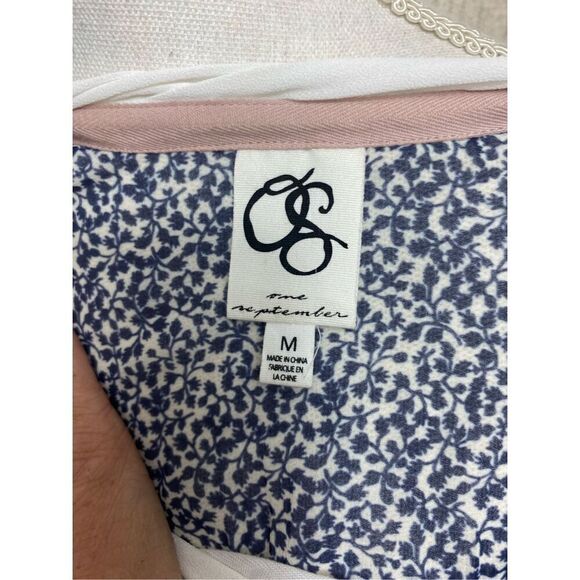 OS
one
september
M
MADE IN CHINA
FABRIQUE EN
LA CHINE